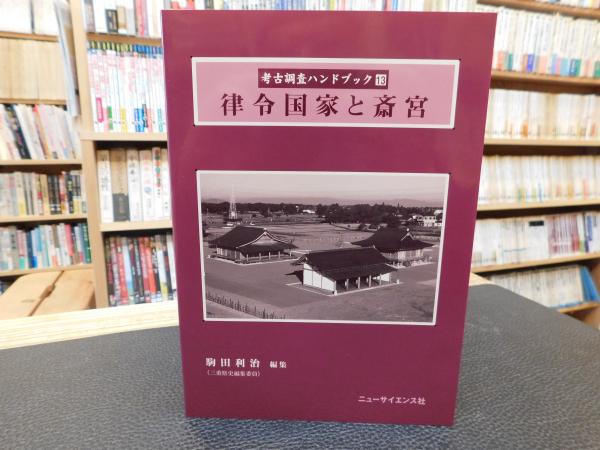 考古調査ハンドブック 13
律令国家と斎宮
駒田利治 編集
(三重県史編集委員)
ニューサイエンス社